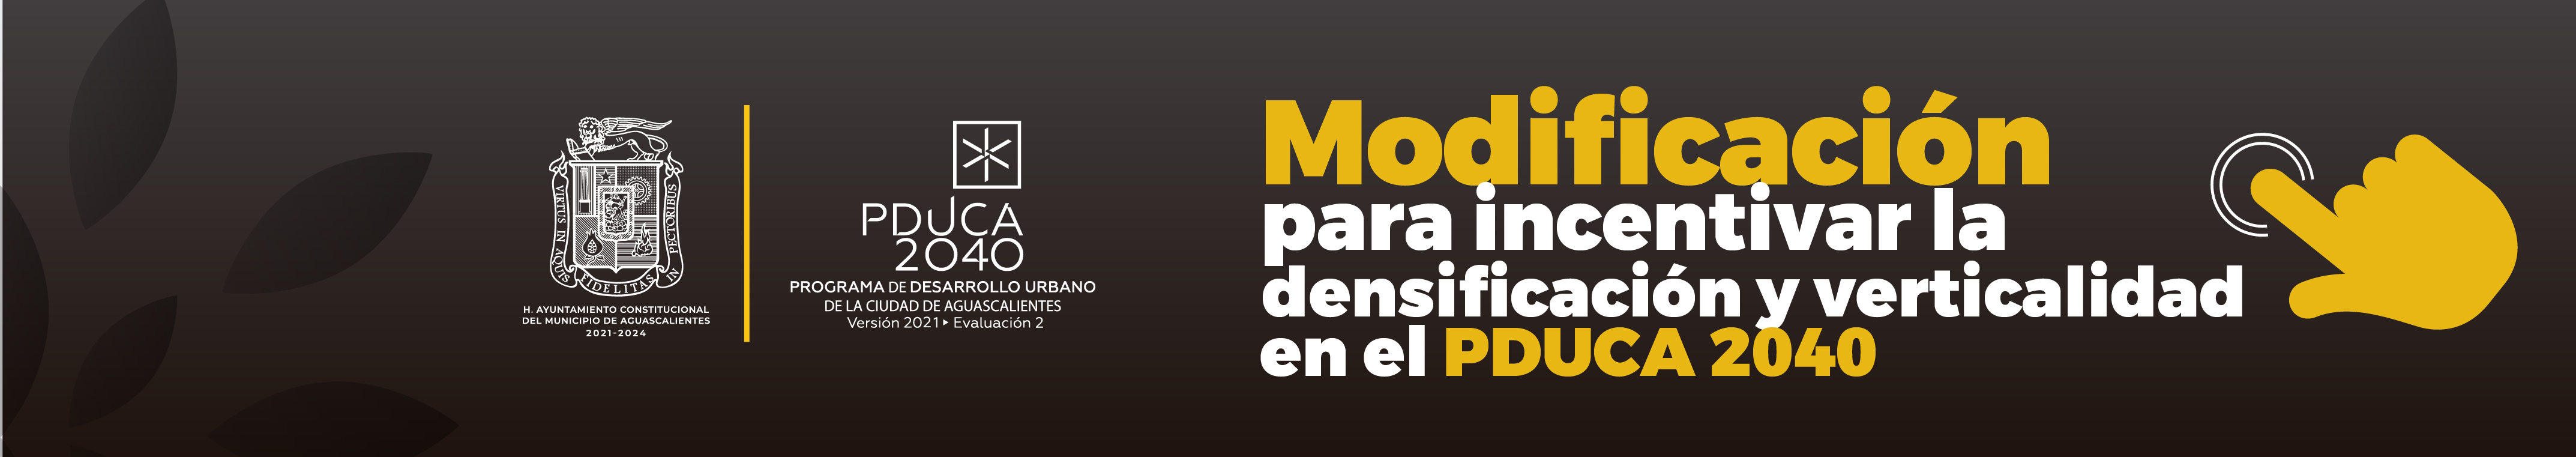 VIRTUS IN AQUIS
FIDELITAS
IN PECTORIBUS
H. AYUNTAMIENTO CONSTITUCIONAL
DEL MUNICIPIO DE AGUASCALIENTES
2021-2024
PDUCA
2040
PROGRAMA DE DESARROLLO URBANO
DE LA CIUDAD DE AGUASCALIENTES
Versión 2021 ▸ Evaluación 2
Modificación
para incentivar la
densificación y verticalidad
en el PDUCA 2040